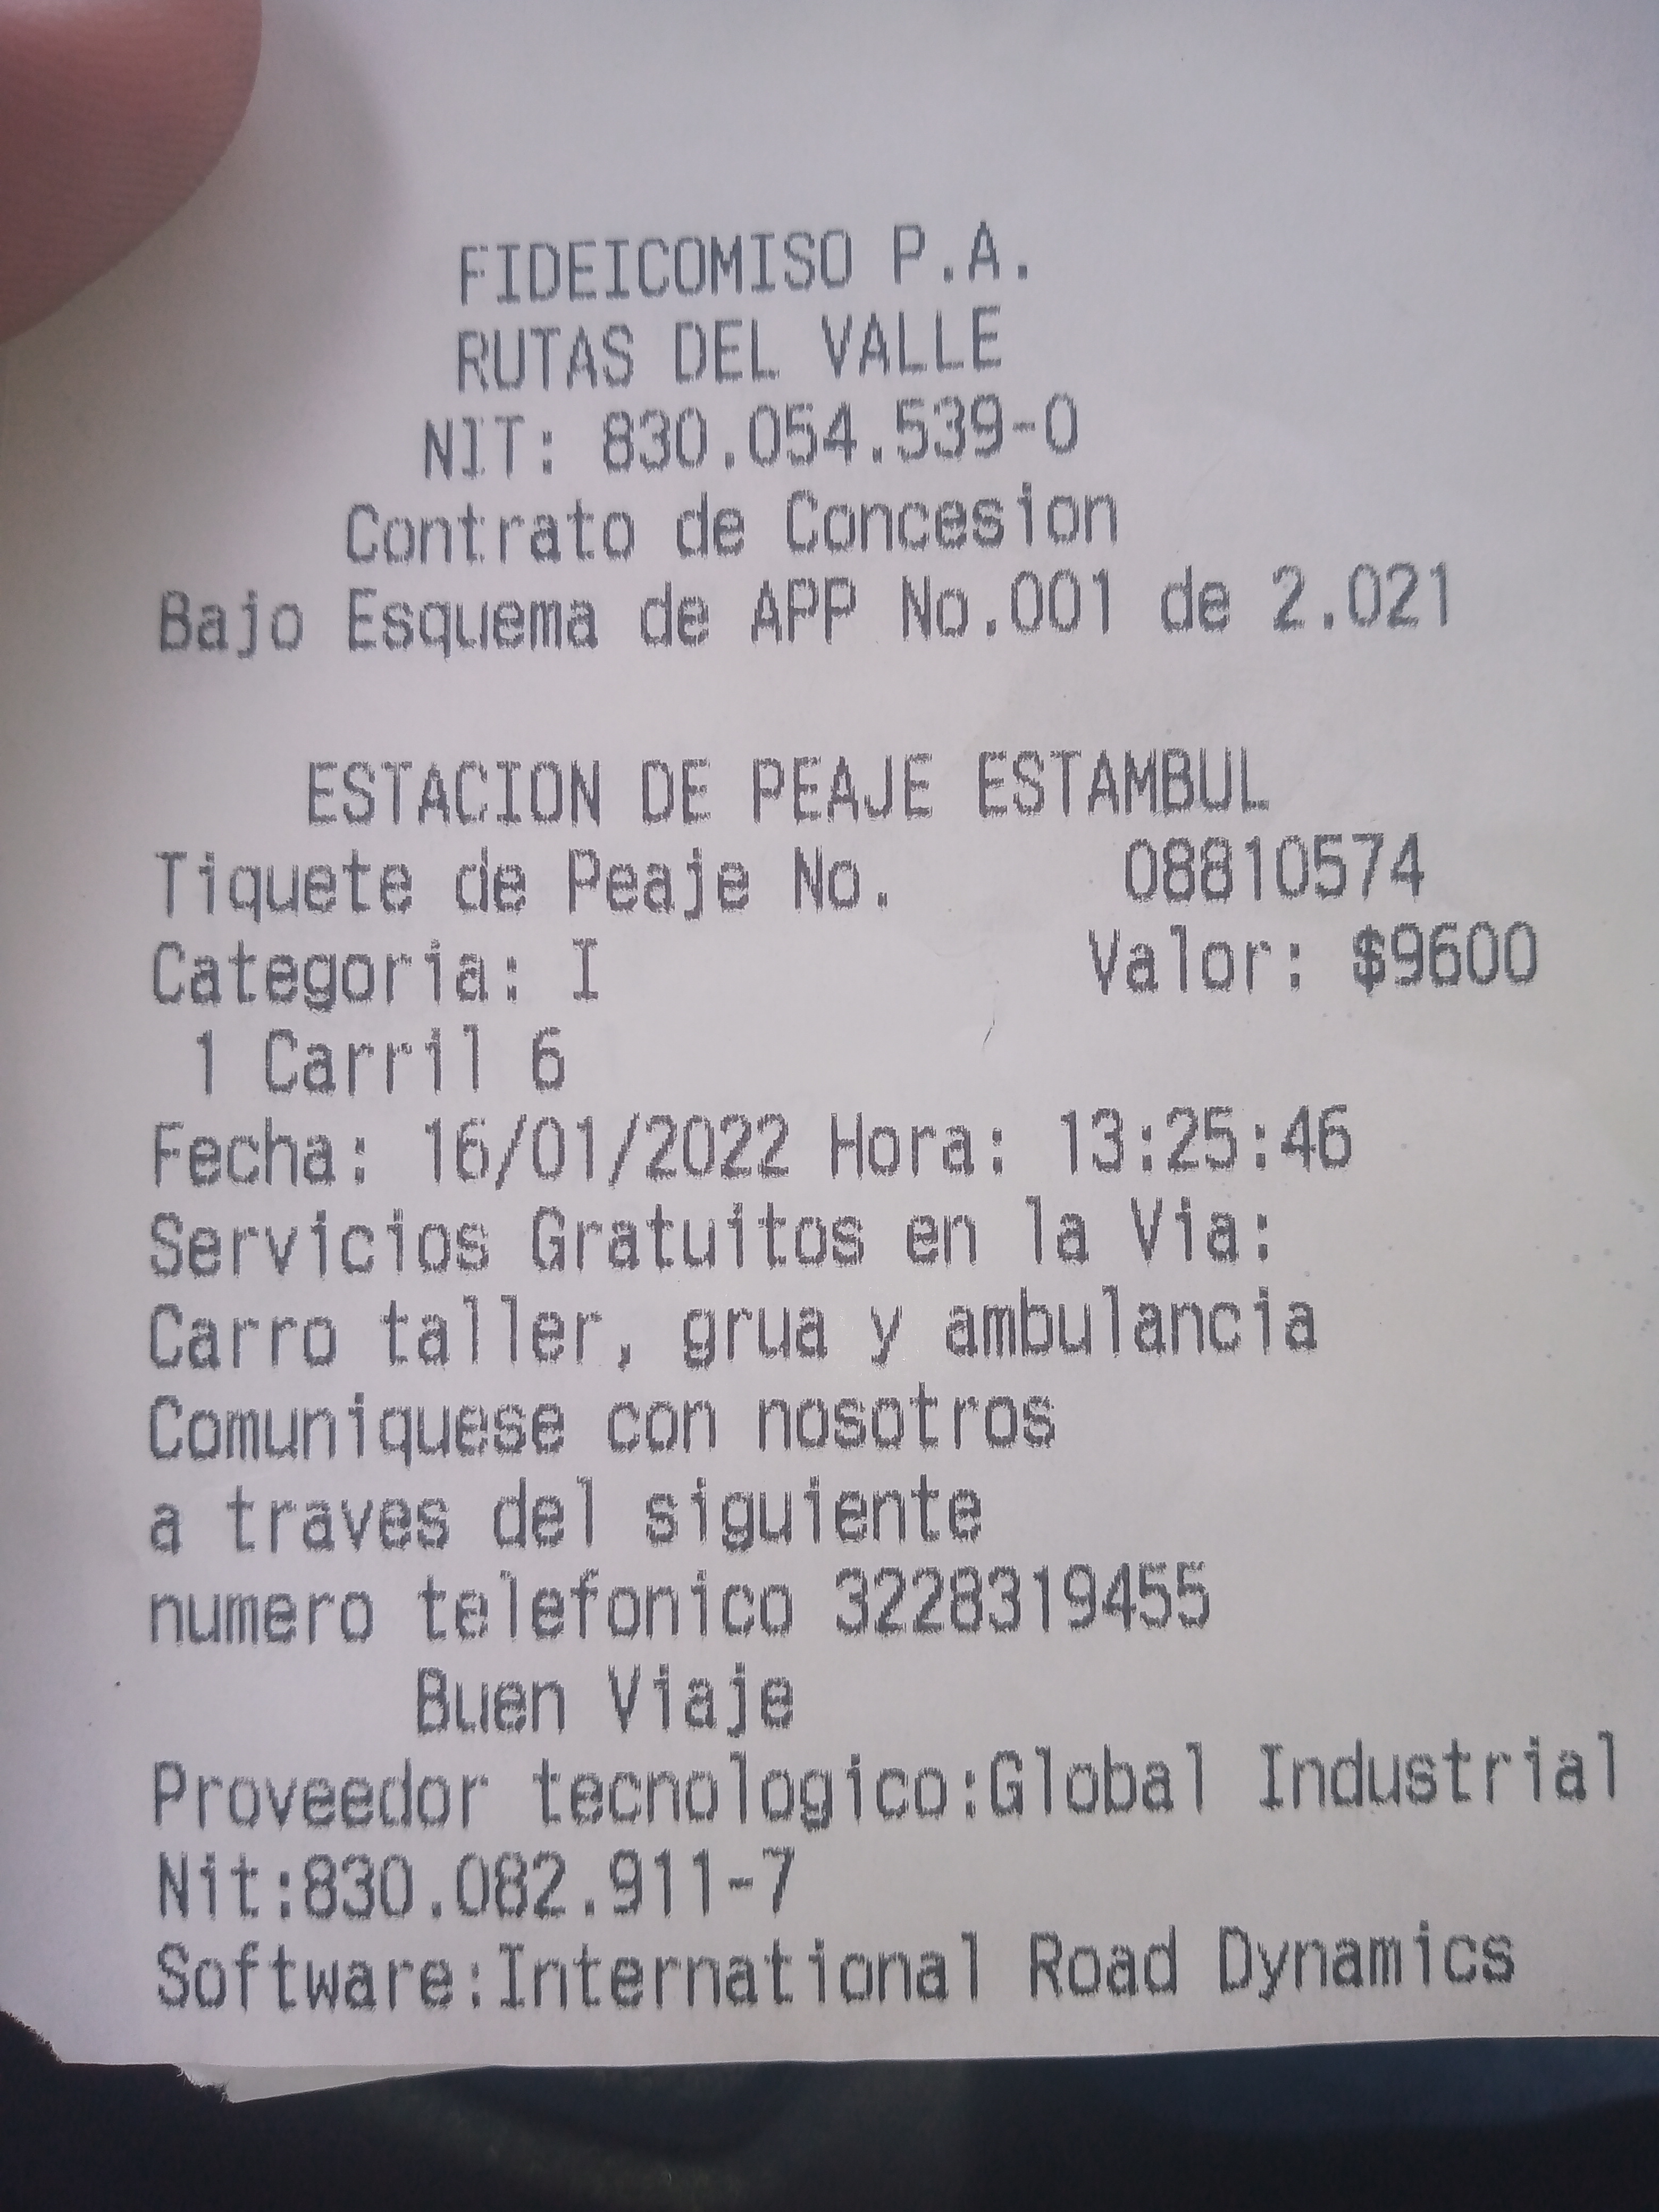 FIDEICOMISO P.A.
RUTAS DEL VALLE
NIT: 830.054.539-0
Contrato de Concesion
Bajo Esquema de APP No.001 de 2.021
ESTACION DE PEAJE ESTAMBUL
Tiquete de Peaje No. 08810574
Categoria: I Valor: $9600
1 Carril 6
Fecha: 16/01/2022 Hora: 13:25:46
Servicios Gratuitos en la Via:
Carro taller, grua y ambulancia
Comuniquese con nosotros
a traves del siguiente
numero telefonico 3228319455
Buen Viaje
Proveedor tecnologico:Global Industrial
Nit:830.082.911-7
Software:International Road Dynamics